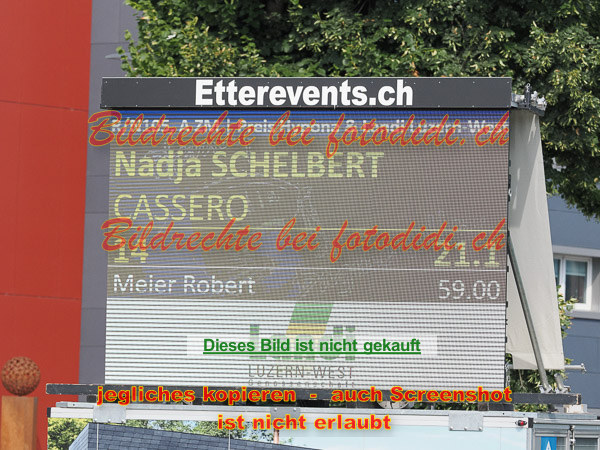 Etterevents.ch
Bildrechte bei fotodidi.ch
Nadja SCHELBERT
CASSERO
Bildrechte bei fotodidi.ch
14 21.1
Meier Robert 59.00
Dieses Bild ist nicht gekauft
Landi
LUZERN-WEST
jegliches kopieren - auch Screenshot
ist nicht erlaubt